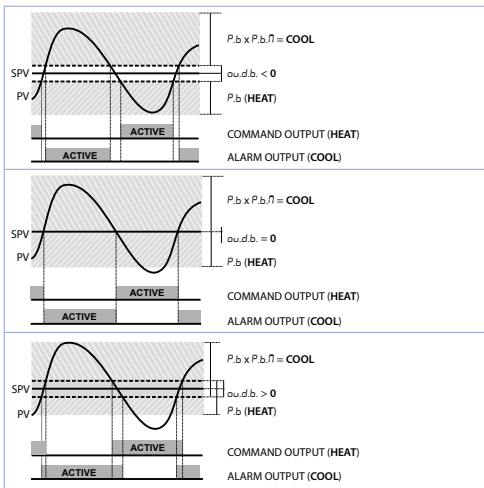 P.b x P.b.П = COOL
SPV
ou.d.b. < 0
PV
P.b (HEAT)
ACTIVE
COMMAND OUTPUT (HEAT)
ACTIVE
ALARM OUTPUT (COOL)
P.b x P.b.П = COOL
SPV
ou.d.b. = 0
PV
P.b (HEAT)
ACTIVE
COMMAND OUTPUT (HEAT)
ACTIVE
ALARM OUTPUT (COOL)
P.b x P.b.П = COOL
SPV
ou.d.b. > 0
PV
P.b (HEAT)
ACTIVE
COMMAND OUTPUT (HEAT)
ACTIVE
ALARM OUTPUT (COOL)